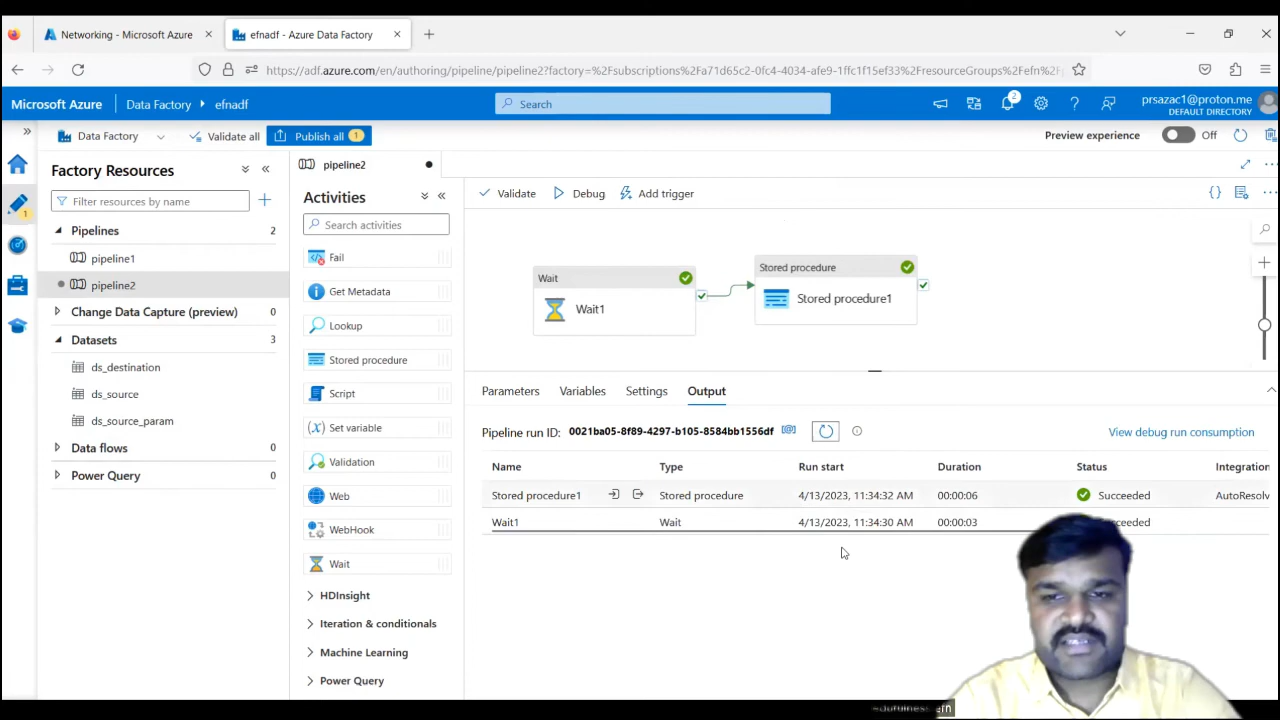 Networking - Microsoft Azure
efnadf - Azure Data Factory
https://adf.azure.com/en/authoring/pipeline/pipeline2?factory=%2Fsubscriptions%2Fa71d65c2-0fc4-4034-afe9-1ffc1f15ef33%2FresourceGroups%2Fefn%2F
Microsoft Azure
Data Factory
efnadf
Search
2
prsazac1@proton.me
DEFAULT DIRECTORY
Data Factory
Validate all
Publish all 1
Preview experience
Off
Factory Resources
pipeline2
Filter resources by name
Activities
Validate
Debug
Add trigger
1
Search activities
Pipelines 2
pipeline1
pipeline2
Change Data Capture (preview) 0
Datasets 3
ds_destination
ds_source
ds_source_param
Data flows 0
Power Query 0
Fail
Get Metadata
Lookup
Stored procedure
Script
Set variable
Validation
Web
WebHook
Wait
HDInsight
Iteration & conditionals
Machine Learning
Power Query
Wait
Wait1
Stored procedure
Stored procedure1
Parameters
Variables
Settings
Output
Pipeline run ID: 0021ba05-8f89-4297-b105-8584bb1556df
View debug run consumption
Name Type Run start Duration Status Integration
Stored procedure1 Stored procedure 4/13/2023, 11:34:32 AM 00:00:06 Succeeded AutoResolv
Wait1 Wait 4/13/2023, 11:34:30 AM 00:00:03